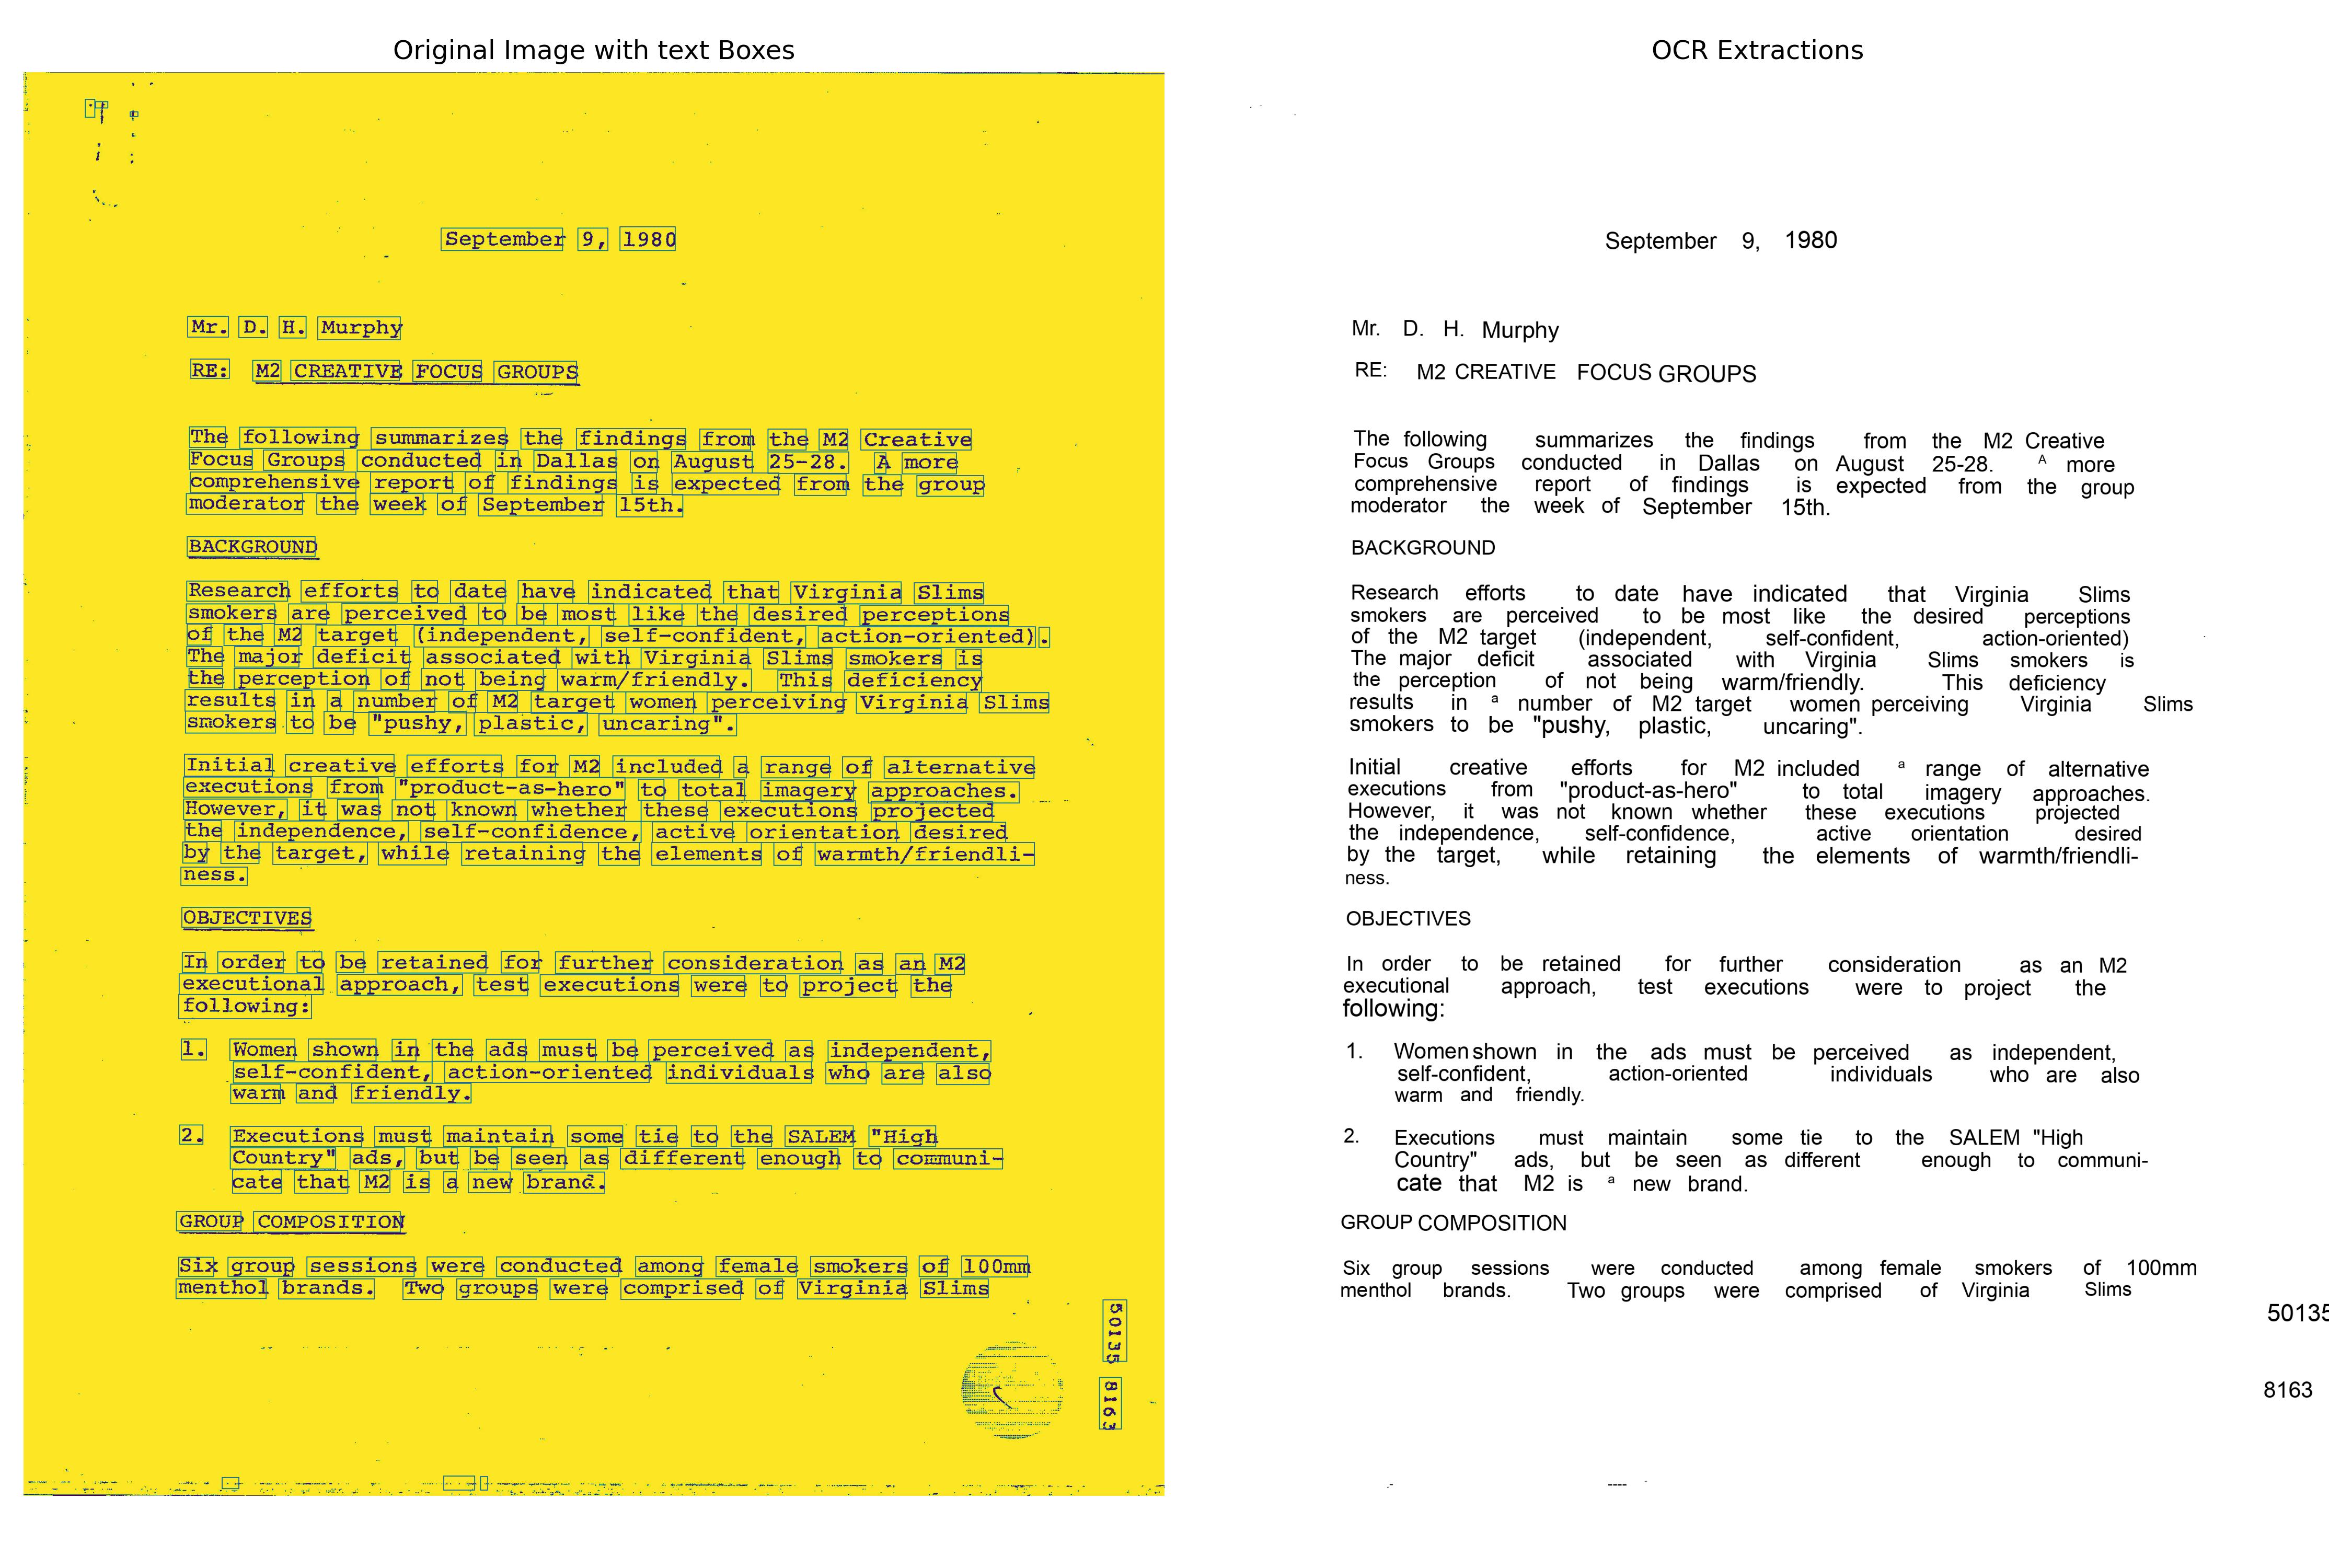 Original Image with text Boxes
September 9, 1980
Mr. D. H. Murphy
RE: M2 CREATIVE FOCUS GROUPS
The following summarizes the findings from the M2 Creative
Focus Groups conducted in Dallas on August 25-28. A more
comprehensive report of findings is expected from the group
moderator the week of September 15th.
BACKGROUND
Research efforts to date have indicated that Virginia Slims
smokers are perceived to be most like the desired perceptions
of the M2 target (independent, self-confident, action-oriented).
The major deficit associated with Virginia Slims smokers is
the perception of not being warm/friendly. This deficiency
results in a number of M2 target women perceiving Virginia Slims
smokers to be "pushy, plastic, uncaring".
Initial creative efforts for M2 included a range of alternative
executions from "product-as-hero" to total imagery approaches.
However, it was not known whether these executions projected
the independence, self-confidence, active orientation desired
by the target, while retaining the elements of warmth/friendli-
ness.
OBJECTIVES
In order to be retained for further consideration as an M2
executional approach, test executions were to project the
following:
1. Women shown in the ads must be perceived as independent,
self-confident, action-oriented individuals who are also
warm and friendly.
2. Executions must maintain some tie to the SALEM "High
Country" ads, but be seen as different enough to communi-
cate that M2 is a new brand.
GROUP COMPOSITION
Six group sessions were conducted among female smokers of 100mm
menthol brands. Two groups were comprised of Virginia Slims
50135 8163
OCR Extractions
September 9, 1980
Mr. D. H. Murphy
RE: M2 CREATIVE FOCUS GROUPS
The following summarizes the findings from the M2 Creative
Focus Groups conducted in Dallas on August 25-28. A more
comprehensive report of findings is expected from the group
moderator the week of September 15th.
BACKGROUND
Research efforts to date have indicated that Virginia Slims
smokers are perceived to be most like the desired perceptions
of the M2 target (independent, self-confident, action-oriented) .
The major deficit associated with Virginia Slims smokers is
the perception of not being warm/friendly. This deficiency
results in a number of M2 target women perceiving Virginia Slims
smokers to be "pushy, plastic, uncaring".
Initial creative efforts for M2 included a range of alternative
executions from "product-as-hero" to total imagery approaches.
However, it was not known whether these executions projected
the independence, self-confidence, active orientation desired
by the target, while retaining the elements of warmth/friendli-
ness.
OBJECTIVES
In order to be retained for further consideration as an M2
executional approach, test executions were to project the
following:
1. Women shown in the ads must be perceived as independent,
self-confident, action-oriented individuals who are also
warm and friendly.
2. Executions must maintain some tie to the SALEM "High
Country" ads, but be seen as different enough to communi-
cate that M2 is a new brand.
GROUP COMPOSITION
Six group sessions were conducted among female smokers of 100mm
menthol brands. Two groups were comprised of Virginia Slims
50135
8163